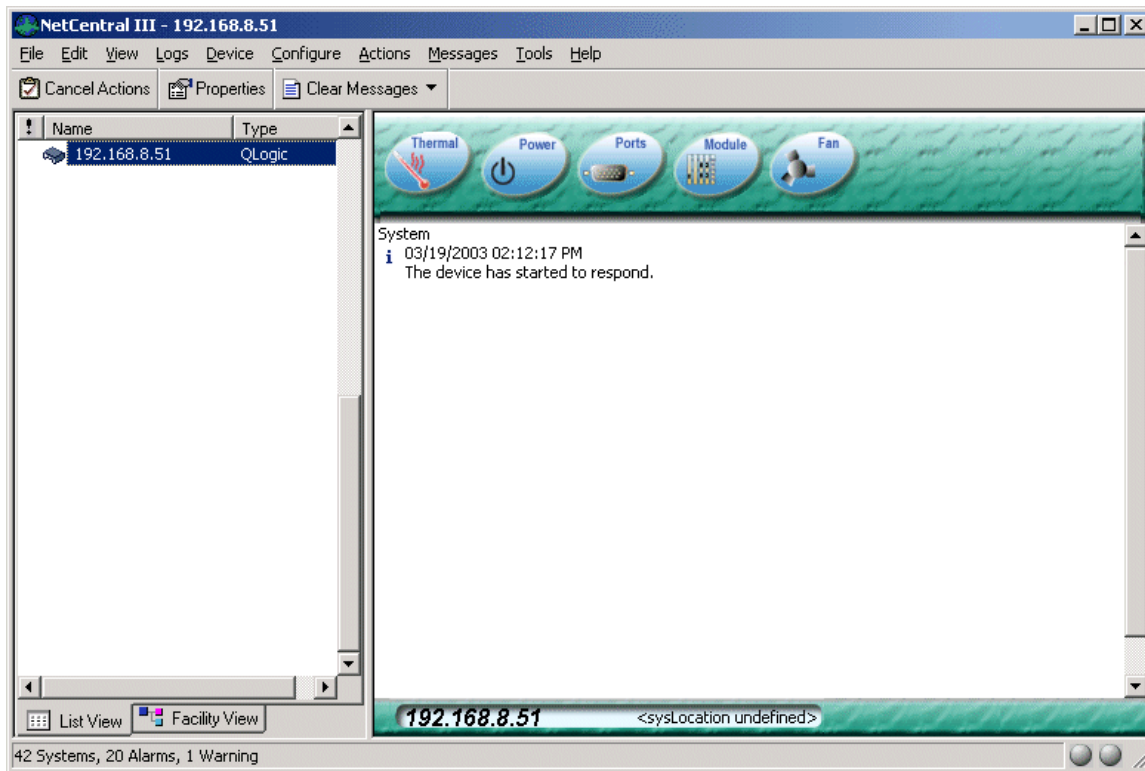 NetCentral III - 192.168.8.51
File Edit View Logs Device Configure Actions Messages Tools Help
Cancel Actions Properties Clear Messages
! Name Type
192.168.8.51 QLogic
Thermal Power Ports Module Fan
System
i 03/19/2003 02:12:17 PM
The device has started to respond.
List View Facility View
192.168.8.51 <sysLocation undefined>
42 Systems, 20 Alarms, 1 Warning